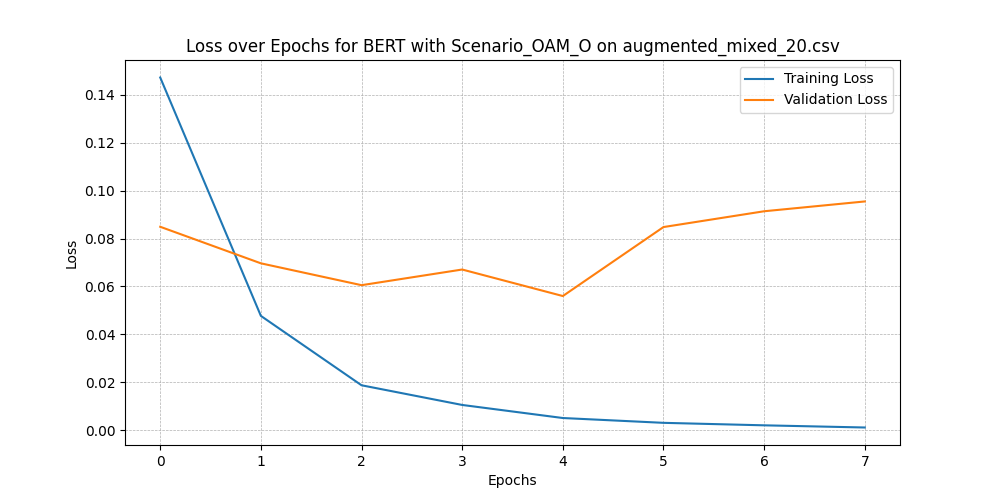 Loss over Epochs for BERT with Scenario_OAM_O on augmented_mixed_20.csv
Training Loss
Validation Loss
0.14
0.12
0.10
0.08
0.06
0.04
0.02
0.00
Loss
0 1 2 3 4 5 6 7
Epochs